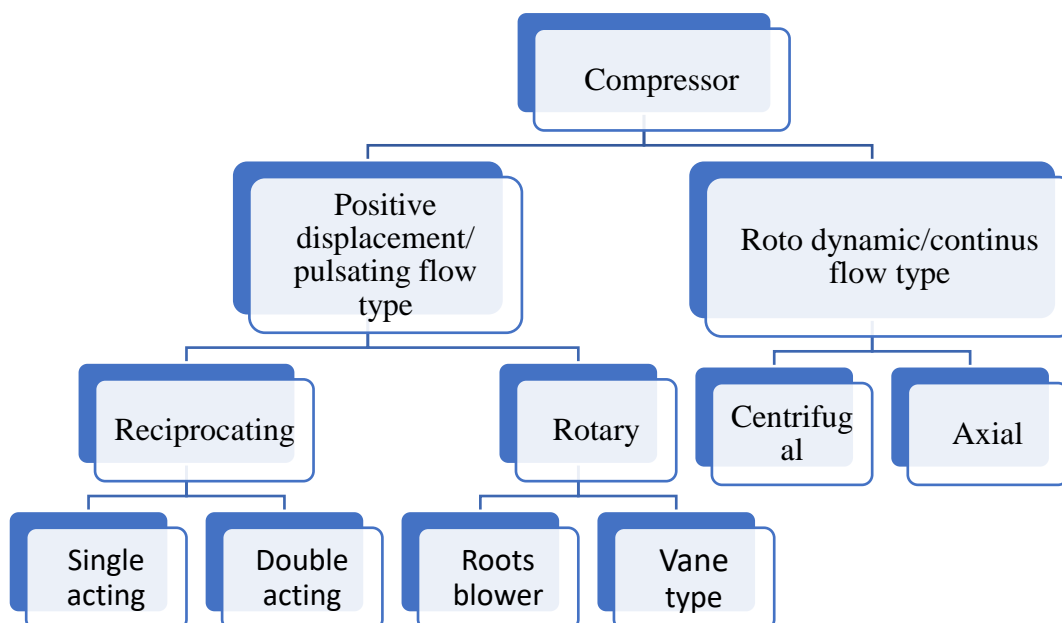 Compressor
Positive
displacement/
pulsating flow
type
Roto dynamic/continus
flow type
Reciprocating
Rotary
Centrifug
al
Axial
Single
acting
Double
acting
Roots
blower
Vane
type